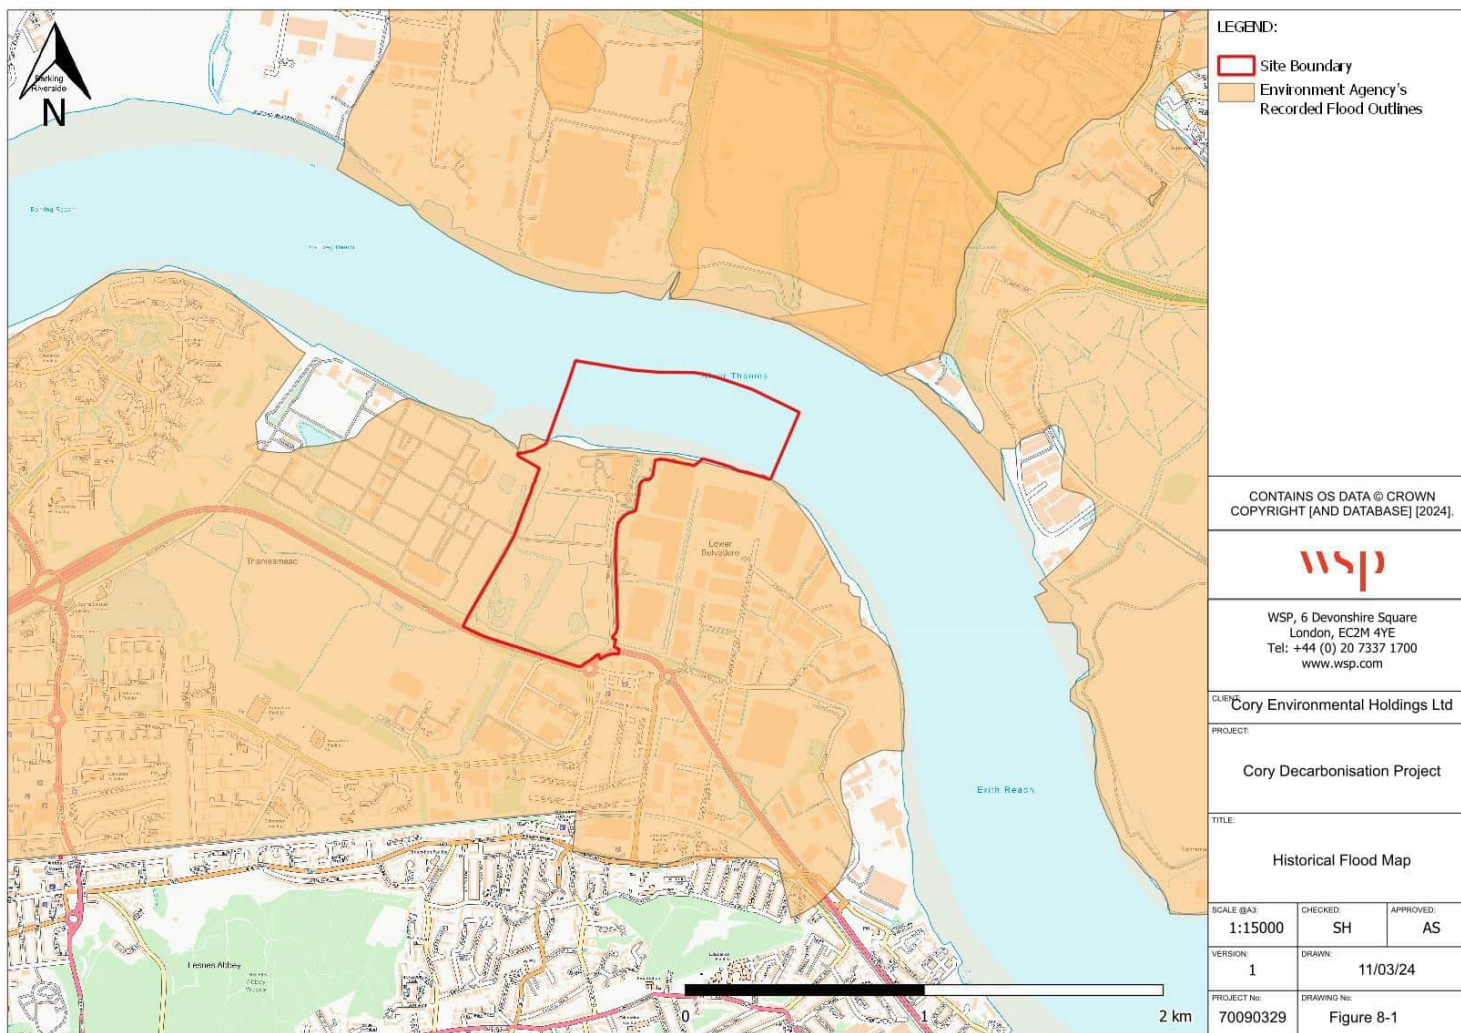 Barking
Riverside
N
Barking Reach
River Thames
Thamesmead
Lower
Belvedere
Erith Reach
Lesnes Abbey
0
1
2 km
LEGEND:
Site Boundary
Environment Agency's
Recorded Flood Outlines
CONTAINS OS DATA © CROWN
COPYRIGHT [AND DATABASE] [2024].
wsp
WSP, 6 Devonshire Square
London, EC2M 4YE
Tel: +44 (0) 20 7337 1700
www.wsp.com
CLIENT:
Cory Environmental Holdings Ltd
PROJECT:
Cory Decarbonisation Project
TITLE:
Historical Flood Map
SCALE @A3: CHECKED: APPROVED:
1:15000 SH AS
VERSION: DRAWN:
1 11/03/24
PROJECT No: DRAWING No:
70090329 Figure 8-1